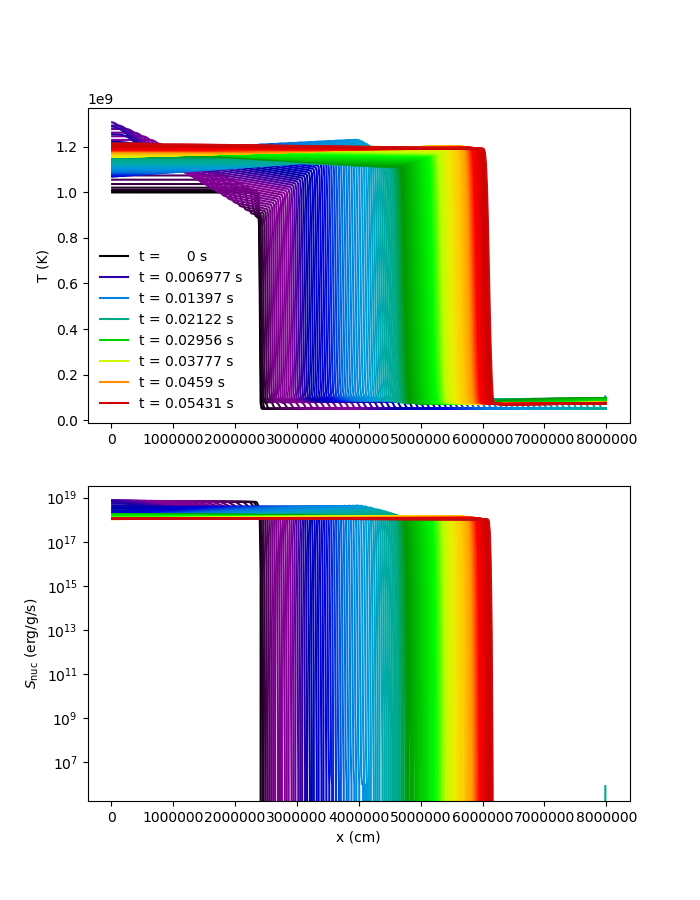 1e9
1.2
1.0
0.8
0.6
0.4
0.2
0.0
T (K)
t =      0 s
t = 0.006977 s
t = 0.01397 s
t = 0.02122 s
t = 0.02956 s
t = 0.03777 s
t = 0.0459 s
t = 0.05431 s
0 1000000 2000000 3000000 4000000 5000000 6000000 7000000 8000000
10^19
10^17
10^15
10^13
10^11
10^9
10^7
S_nuc (erg/g/s)
0 1000000 2000000 3000000 4000000 5000000 6000000 7000000 8000000
x (cm)